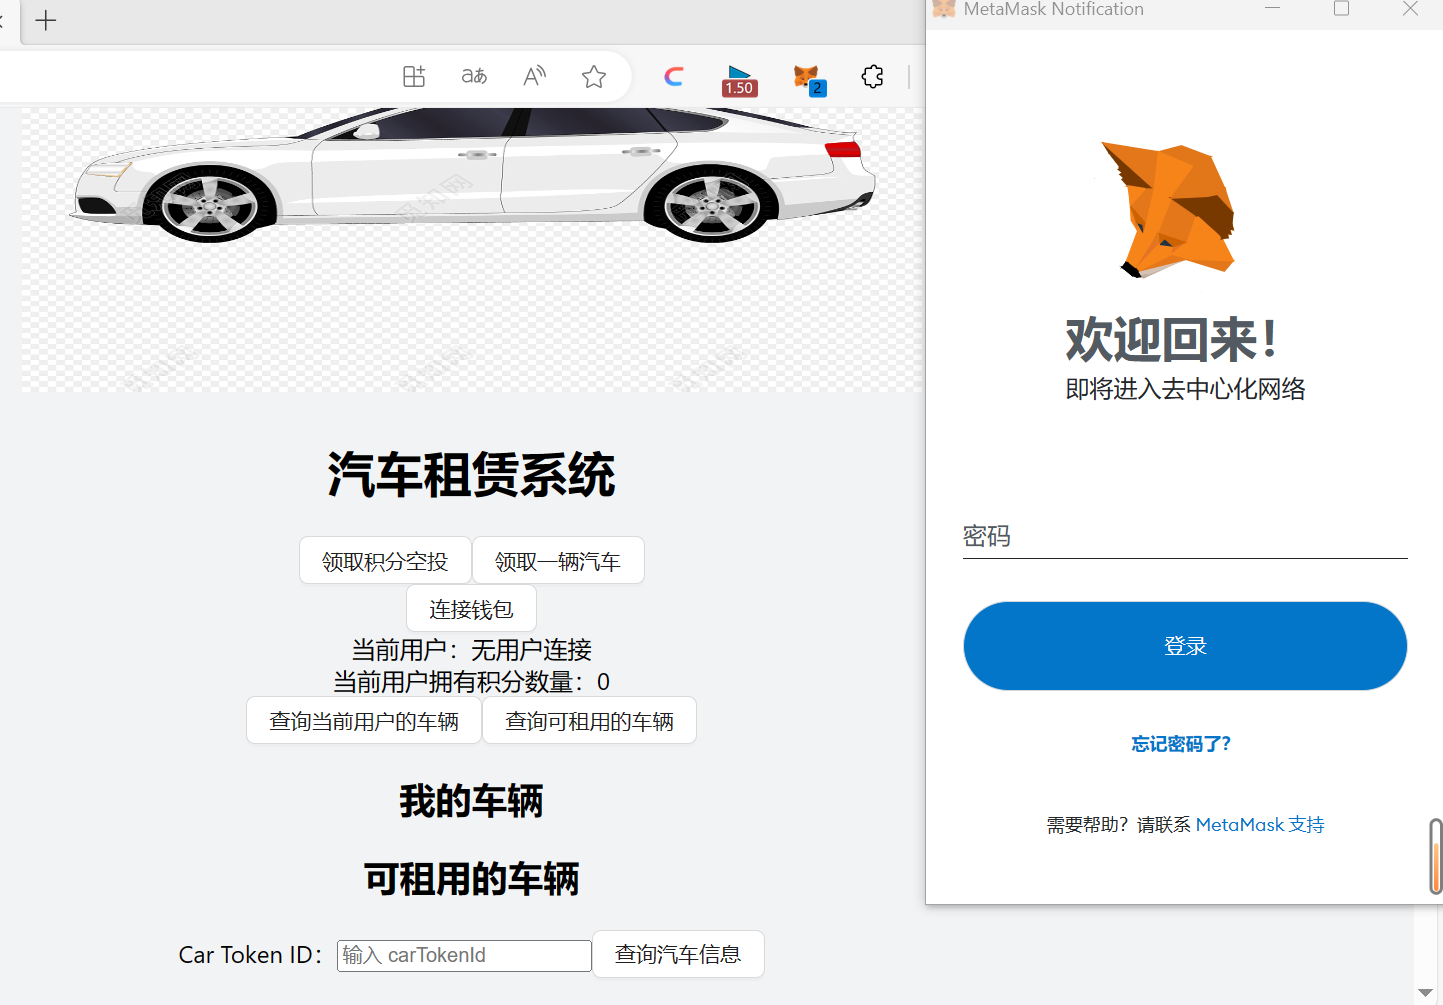 MetaMask Notification
aあ
A
1.50
2
欢迎回来！
即将进入去中心化网络
密码
登录
忘记密码了？
需要帮助？请联系 MetaMask 支持
汽车租赁系统
领取积分空投
领取一辆汽车
连接钱包
当前用户：无用户连接
当前用户拥有积分数量：0
查询当前用户的车辆
查询可租用的车辆
我的车辆
可租用的车辆
Car Token ID：
输入 carTokenId
查询汽车信息